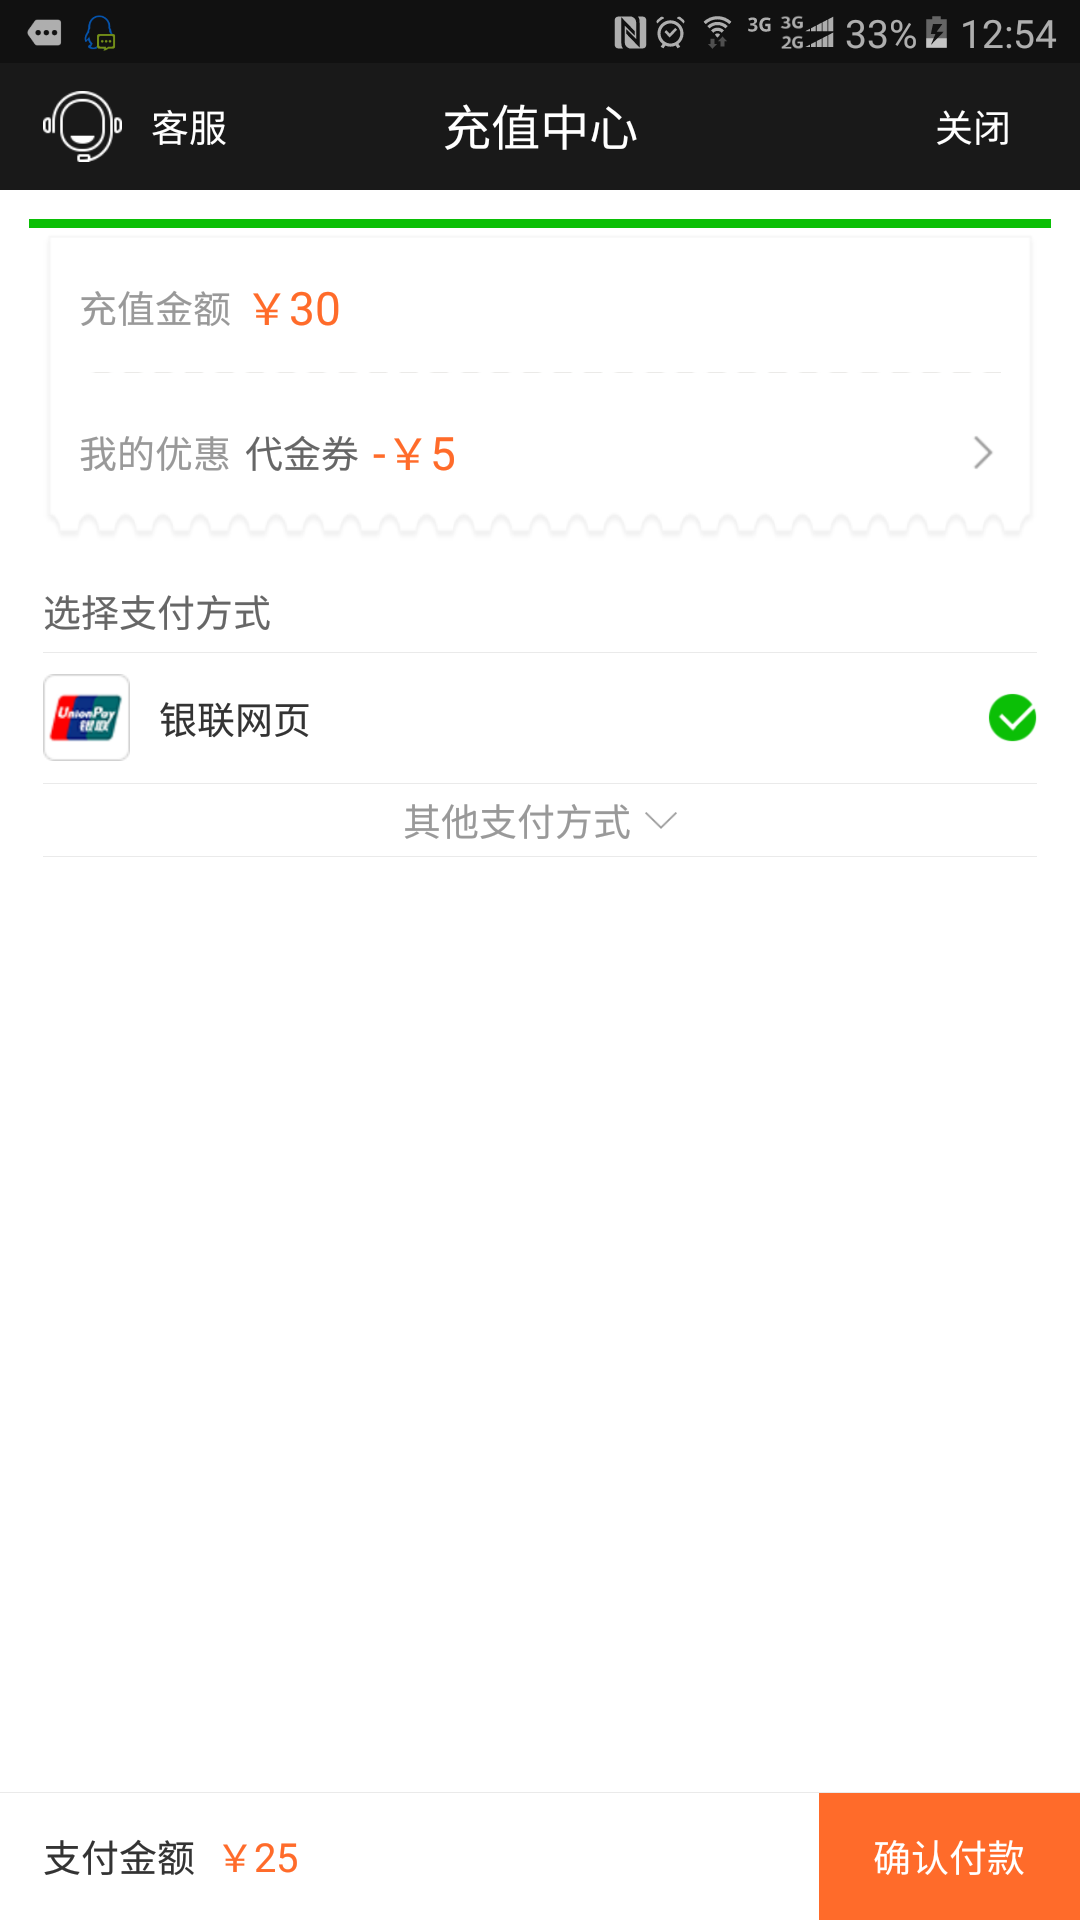 3G 3G 2G 33% 12:54
客服 充值中心 关闭
充值金额 ¥30
我的优惠 代金券 -¥5
选择支付方式
UnionPay
银联
银联网页
其他支付方式
支付金额 ¥25 确认付款